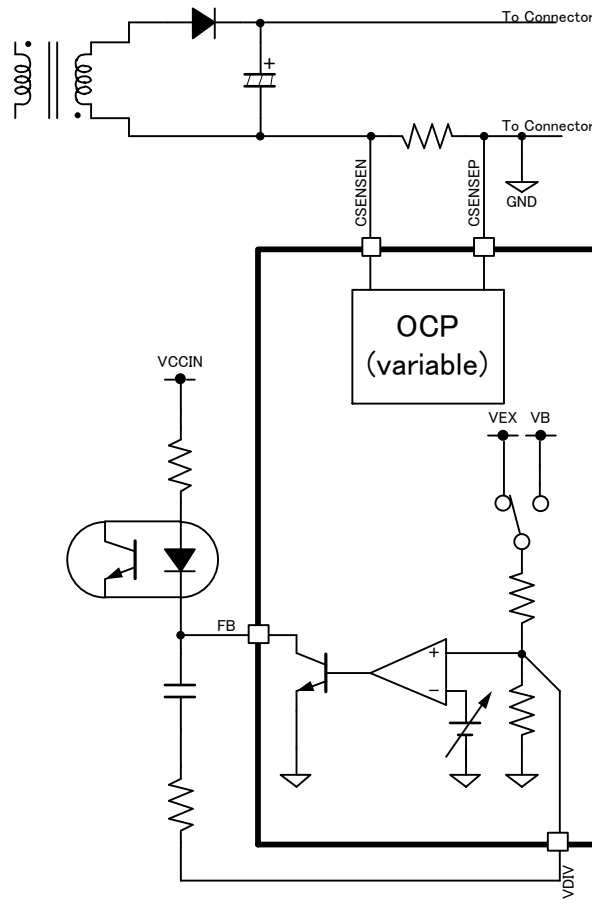 To Connector
+
To Connector
CSENSEN
CSENSEP
GND
OCP
(variable)
VCCIN
VEX
VB
FB
+
−
VDIV